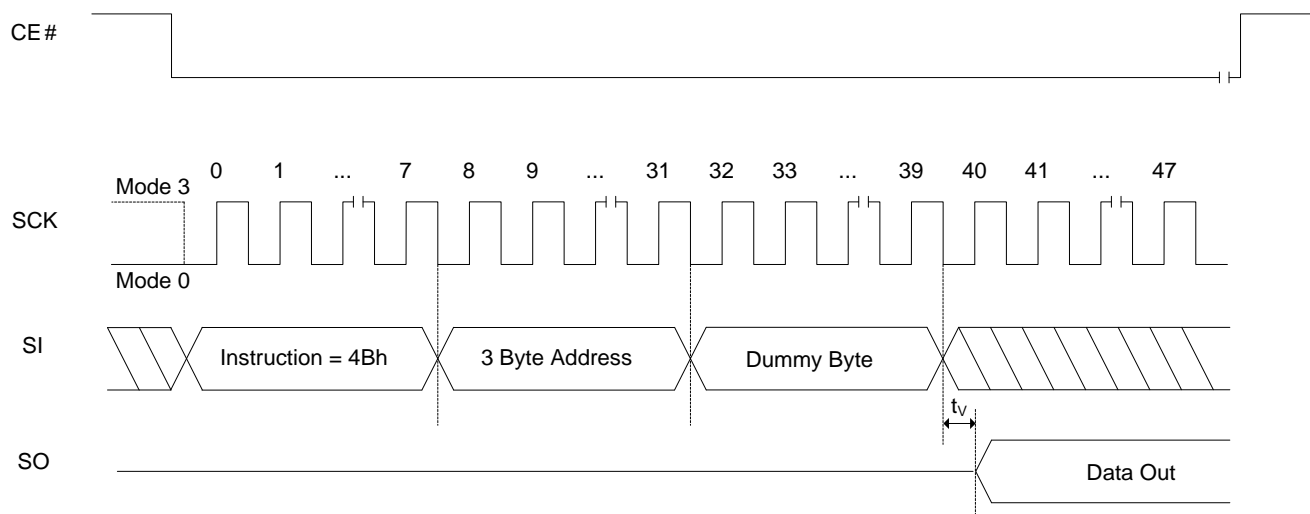 CE #
0 1 ... 7 8 9 ... 31 32 33 ... 39 40 41 ... 47
Mode 3
SCK
Mode 0
SI
Instruction = 4Bh
3 Byte Address
Dummy Byte
tV
SO
Data Out